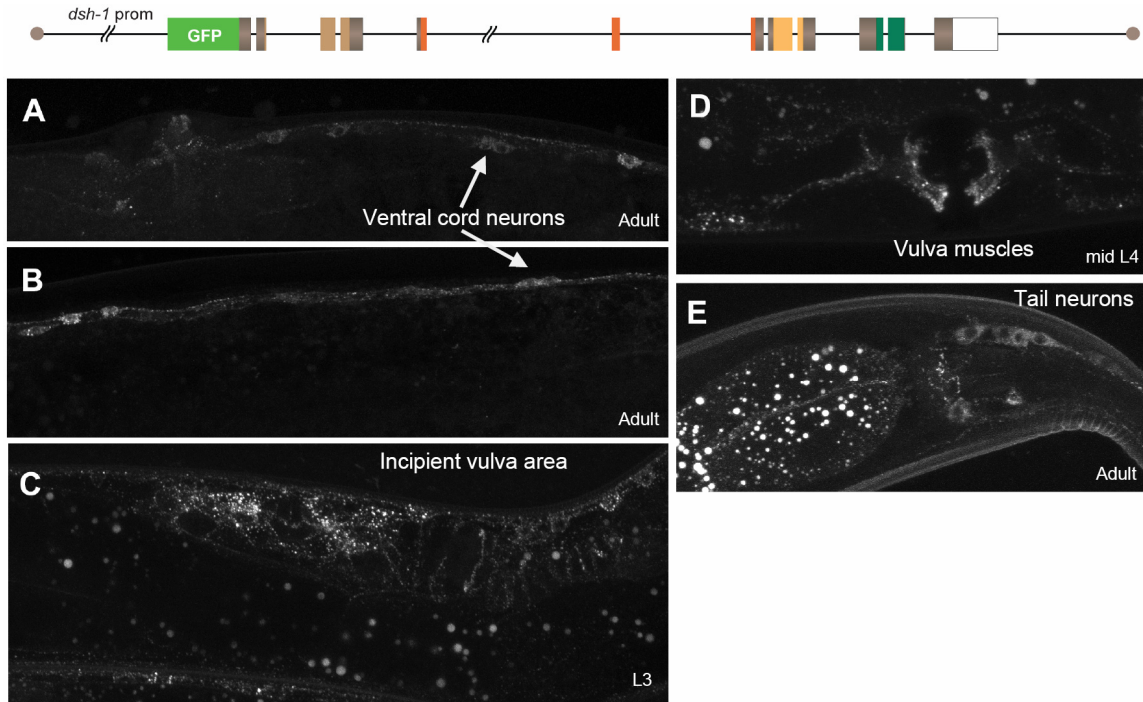 dsh-1 prom
GFP
A
Ventral cord neurons
Adult
B
Adult
Incipient vulva area
C
L3
D
Vulva muscles
mid L4
Tail neurons
E
Adult